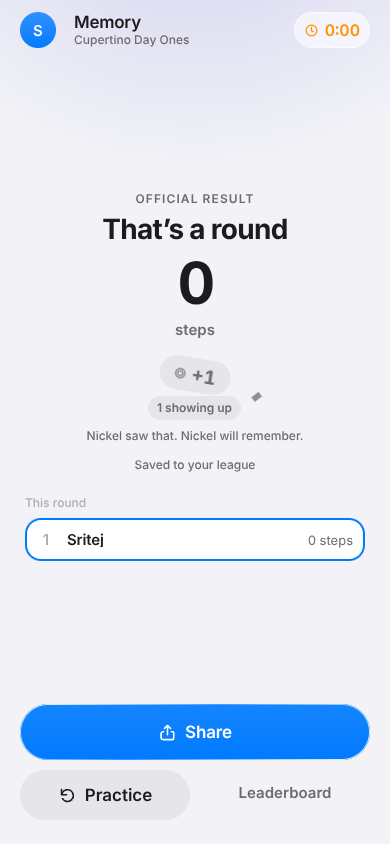 S
Memory
Cupertino Day Ones
0:00
OFFICIAL RESULT
That’s a round
0
steps
+1
1 showing up
Nickel saw that. Nickel will remember.
Saved to your league
This round
1 Sritej 0 steps
Share
Practice
Leaderboard